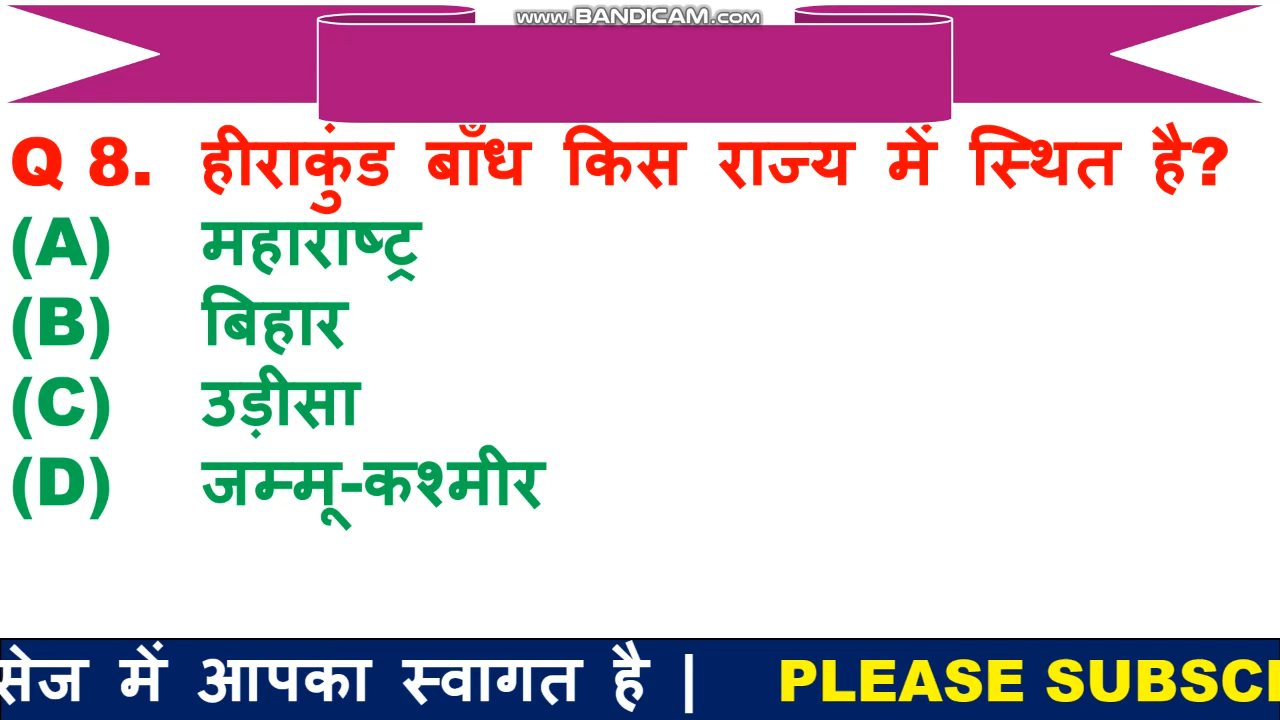 www.BANDICAM.com
Q 8. हीराकुंड बाँध किस राज्य में स्थित है?
(A) महाराष्ट्र
(B) बिहार
(C) उड़ीसा
(D) जम्मू-कश्मीर
सेज में आपका स्वागत है | PLEASE SUBSC